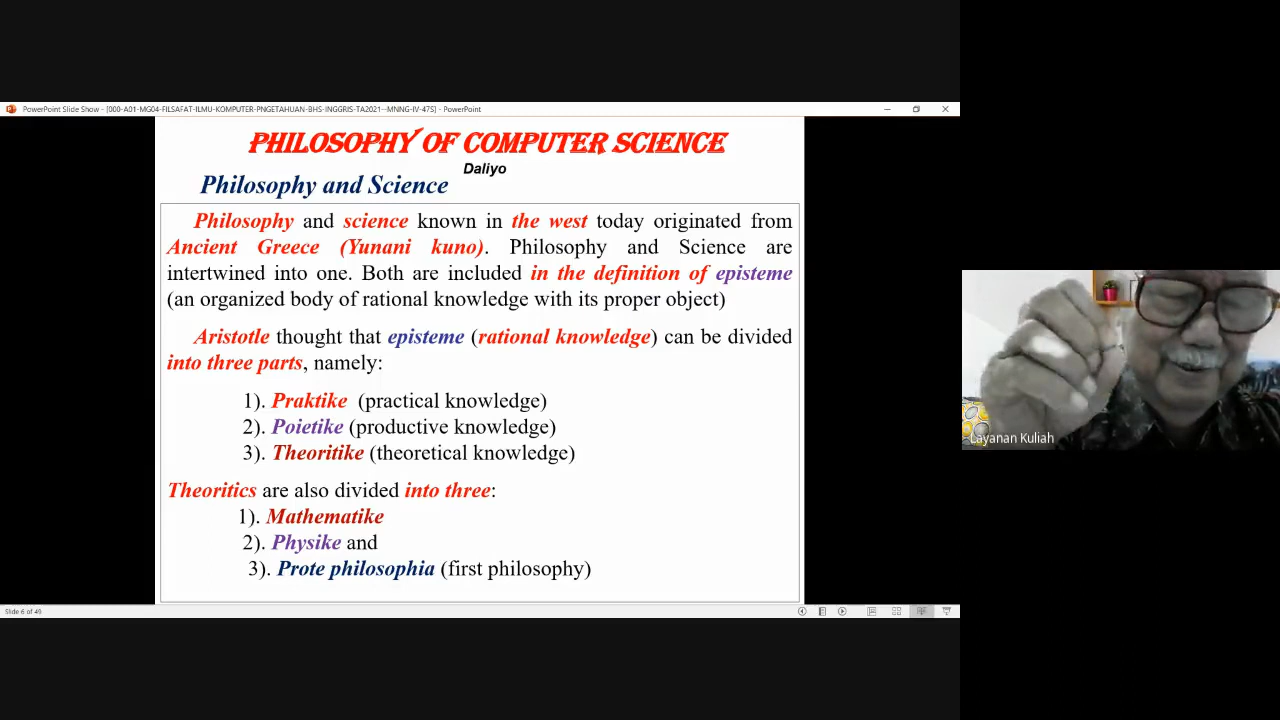 PowerPoint Slide Show - [000-A01-MG04-FILSAFAT-ILMU-KOMPUTER-PNGETAHUAN-BHS-INGGRIS-TA2021--MNNG-IV-47S] - PowerPoint
PHILOSOPHY OF COMPUTER SCIENCE
Daliyo
Philosophy and Science
Philosophy and science known in the west today originated from
Ancient Greece (Yunani kuno). Philosophy and Science are
intertwined into one. Both are included in the definition of episteme
(an organized body of rational knowledge with its proper object)
Aristotle thought that episteme (rational knowledge) can be divided
into three parts, namely:
1). Praktike (practical knowledge)
2). Poietike (productive knowledge)
3). Theoritike (theoretical knowledge)
Theoritics are also divided into three:
1). Mathematike
2). Physike and
3). Prote philosophia (first philosophy)
Slide 6 of 49
Layanan Kuliah